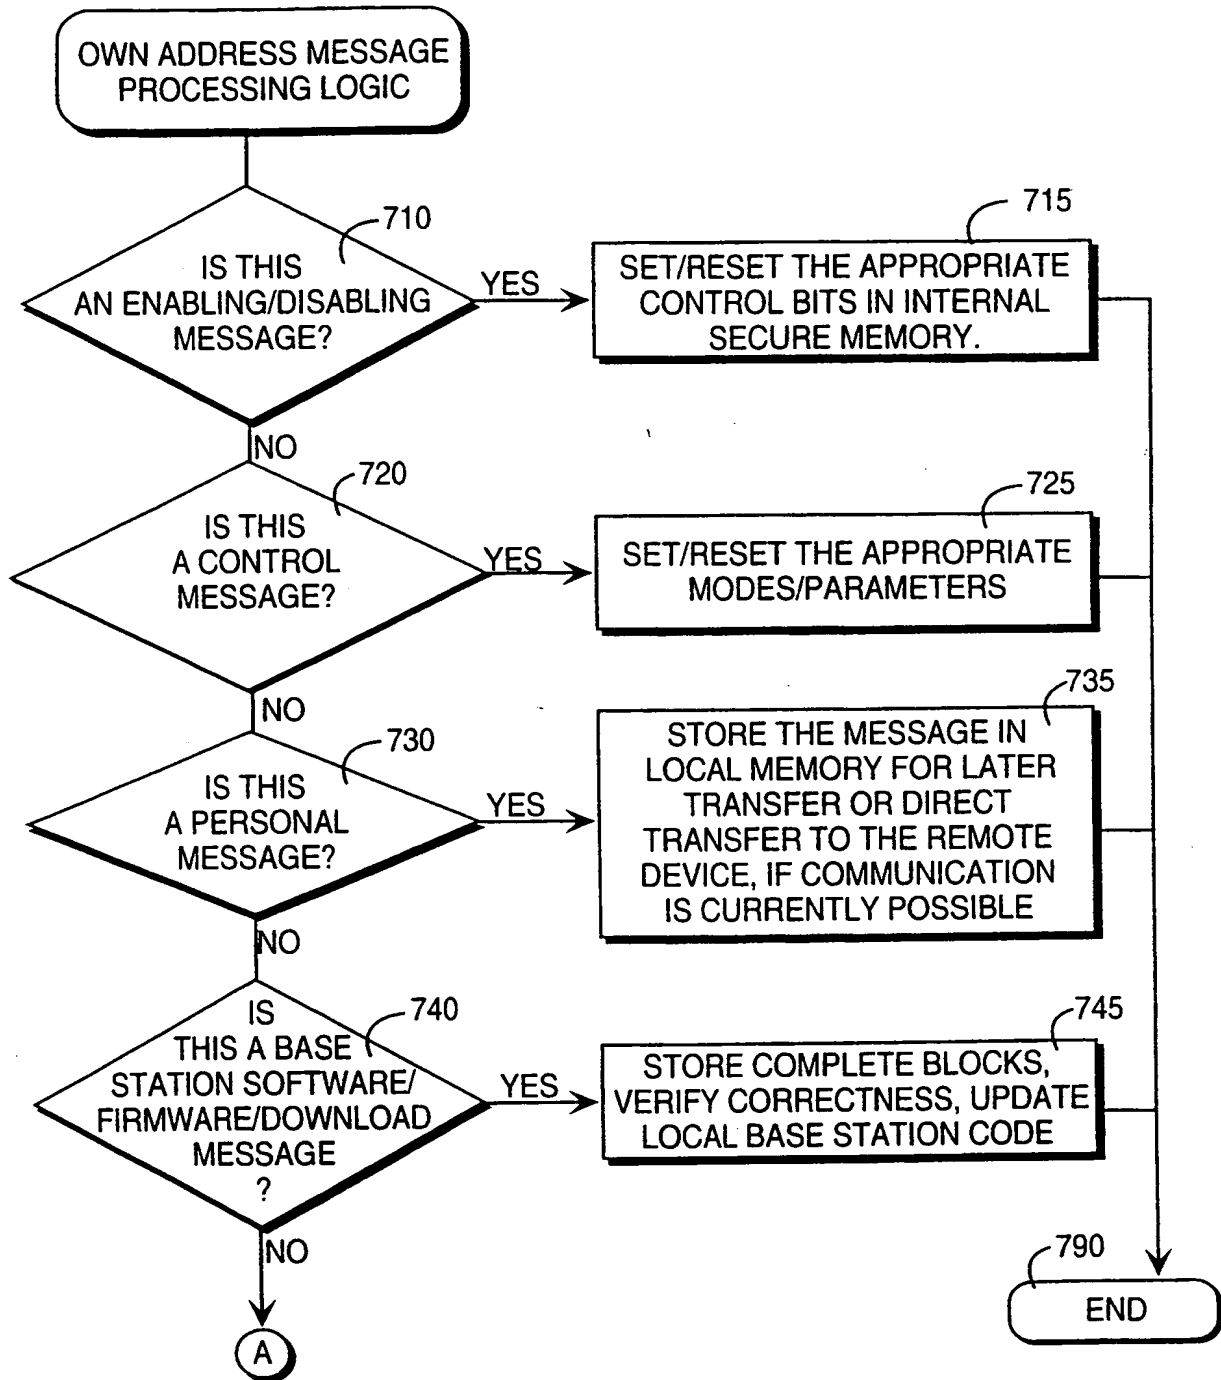 OWN ADDRESS MESSAGE
PROCESSING LOGIC
710
IS THIS
AN ENABLING/DISABLING
MESSAGE?
YES
715
SET/RESET THE APPROPRIATE
CONTROL BITS IN INTERNAL
SECURE MEMORY.
NO
720
IS THIS
A CONTROL
MESSAGE?
YES
725
SET/RESET THE APPROPRIATE
MODES/PARAMETERS
NO
730
IS THIS
A PERSONAL
MESSAGE?
YES
735
STORE THE MESSAGE IN
LOCAL MEMORY FOR LATER
TRANSFER OR DIRECT
TRANSFER TO THE REMOTE
DEVICE, IF COMMUNICATION
IS CURRENTLY POSSIBLE
NO
740
IS
THIS A BASE
STATION SOFTWARE/
FIRMWARE/DOWNLOAD
MESSAGE
?
YES
745
STORE COMPLETE BLOCKS,
VERIFY CORRECTNESS, UPDATE
LOCAL BASE STATION CODE
NO
790
END
A